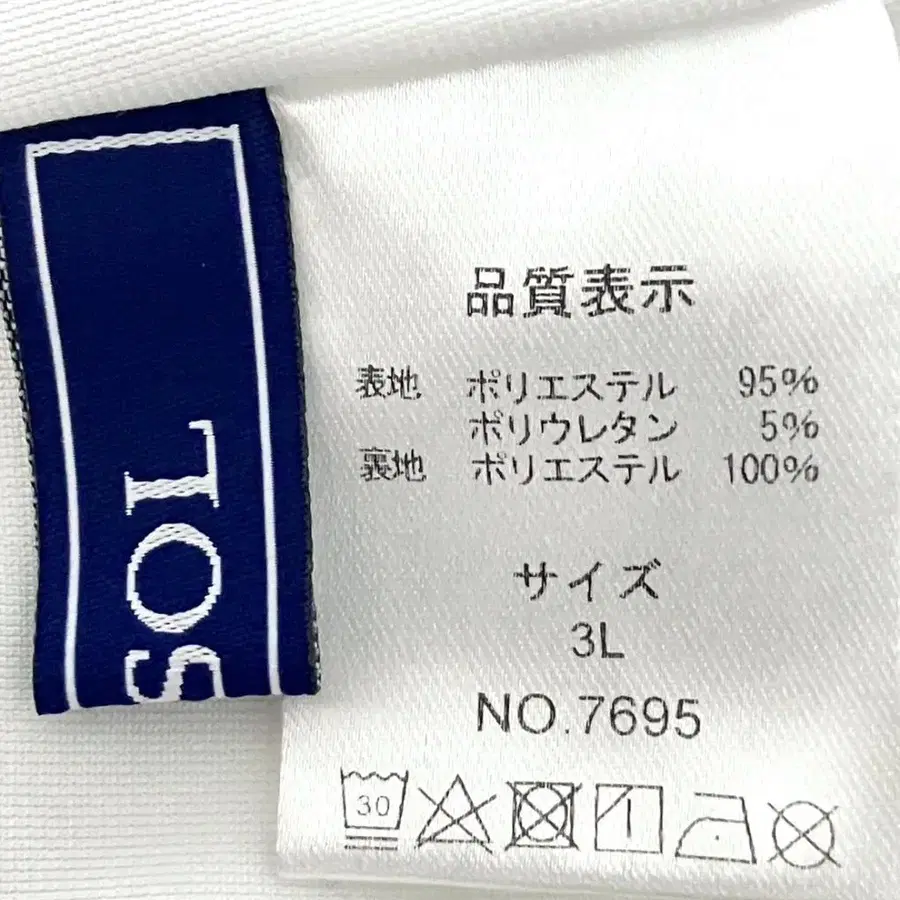 SOL
品質表示
表地 ポリエステル 95%
ポリウレタン 5%
裏地 ポリエステル 100%
サイズ
3L
NO.7695
30